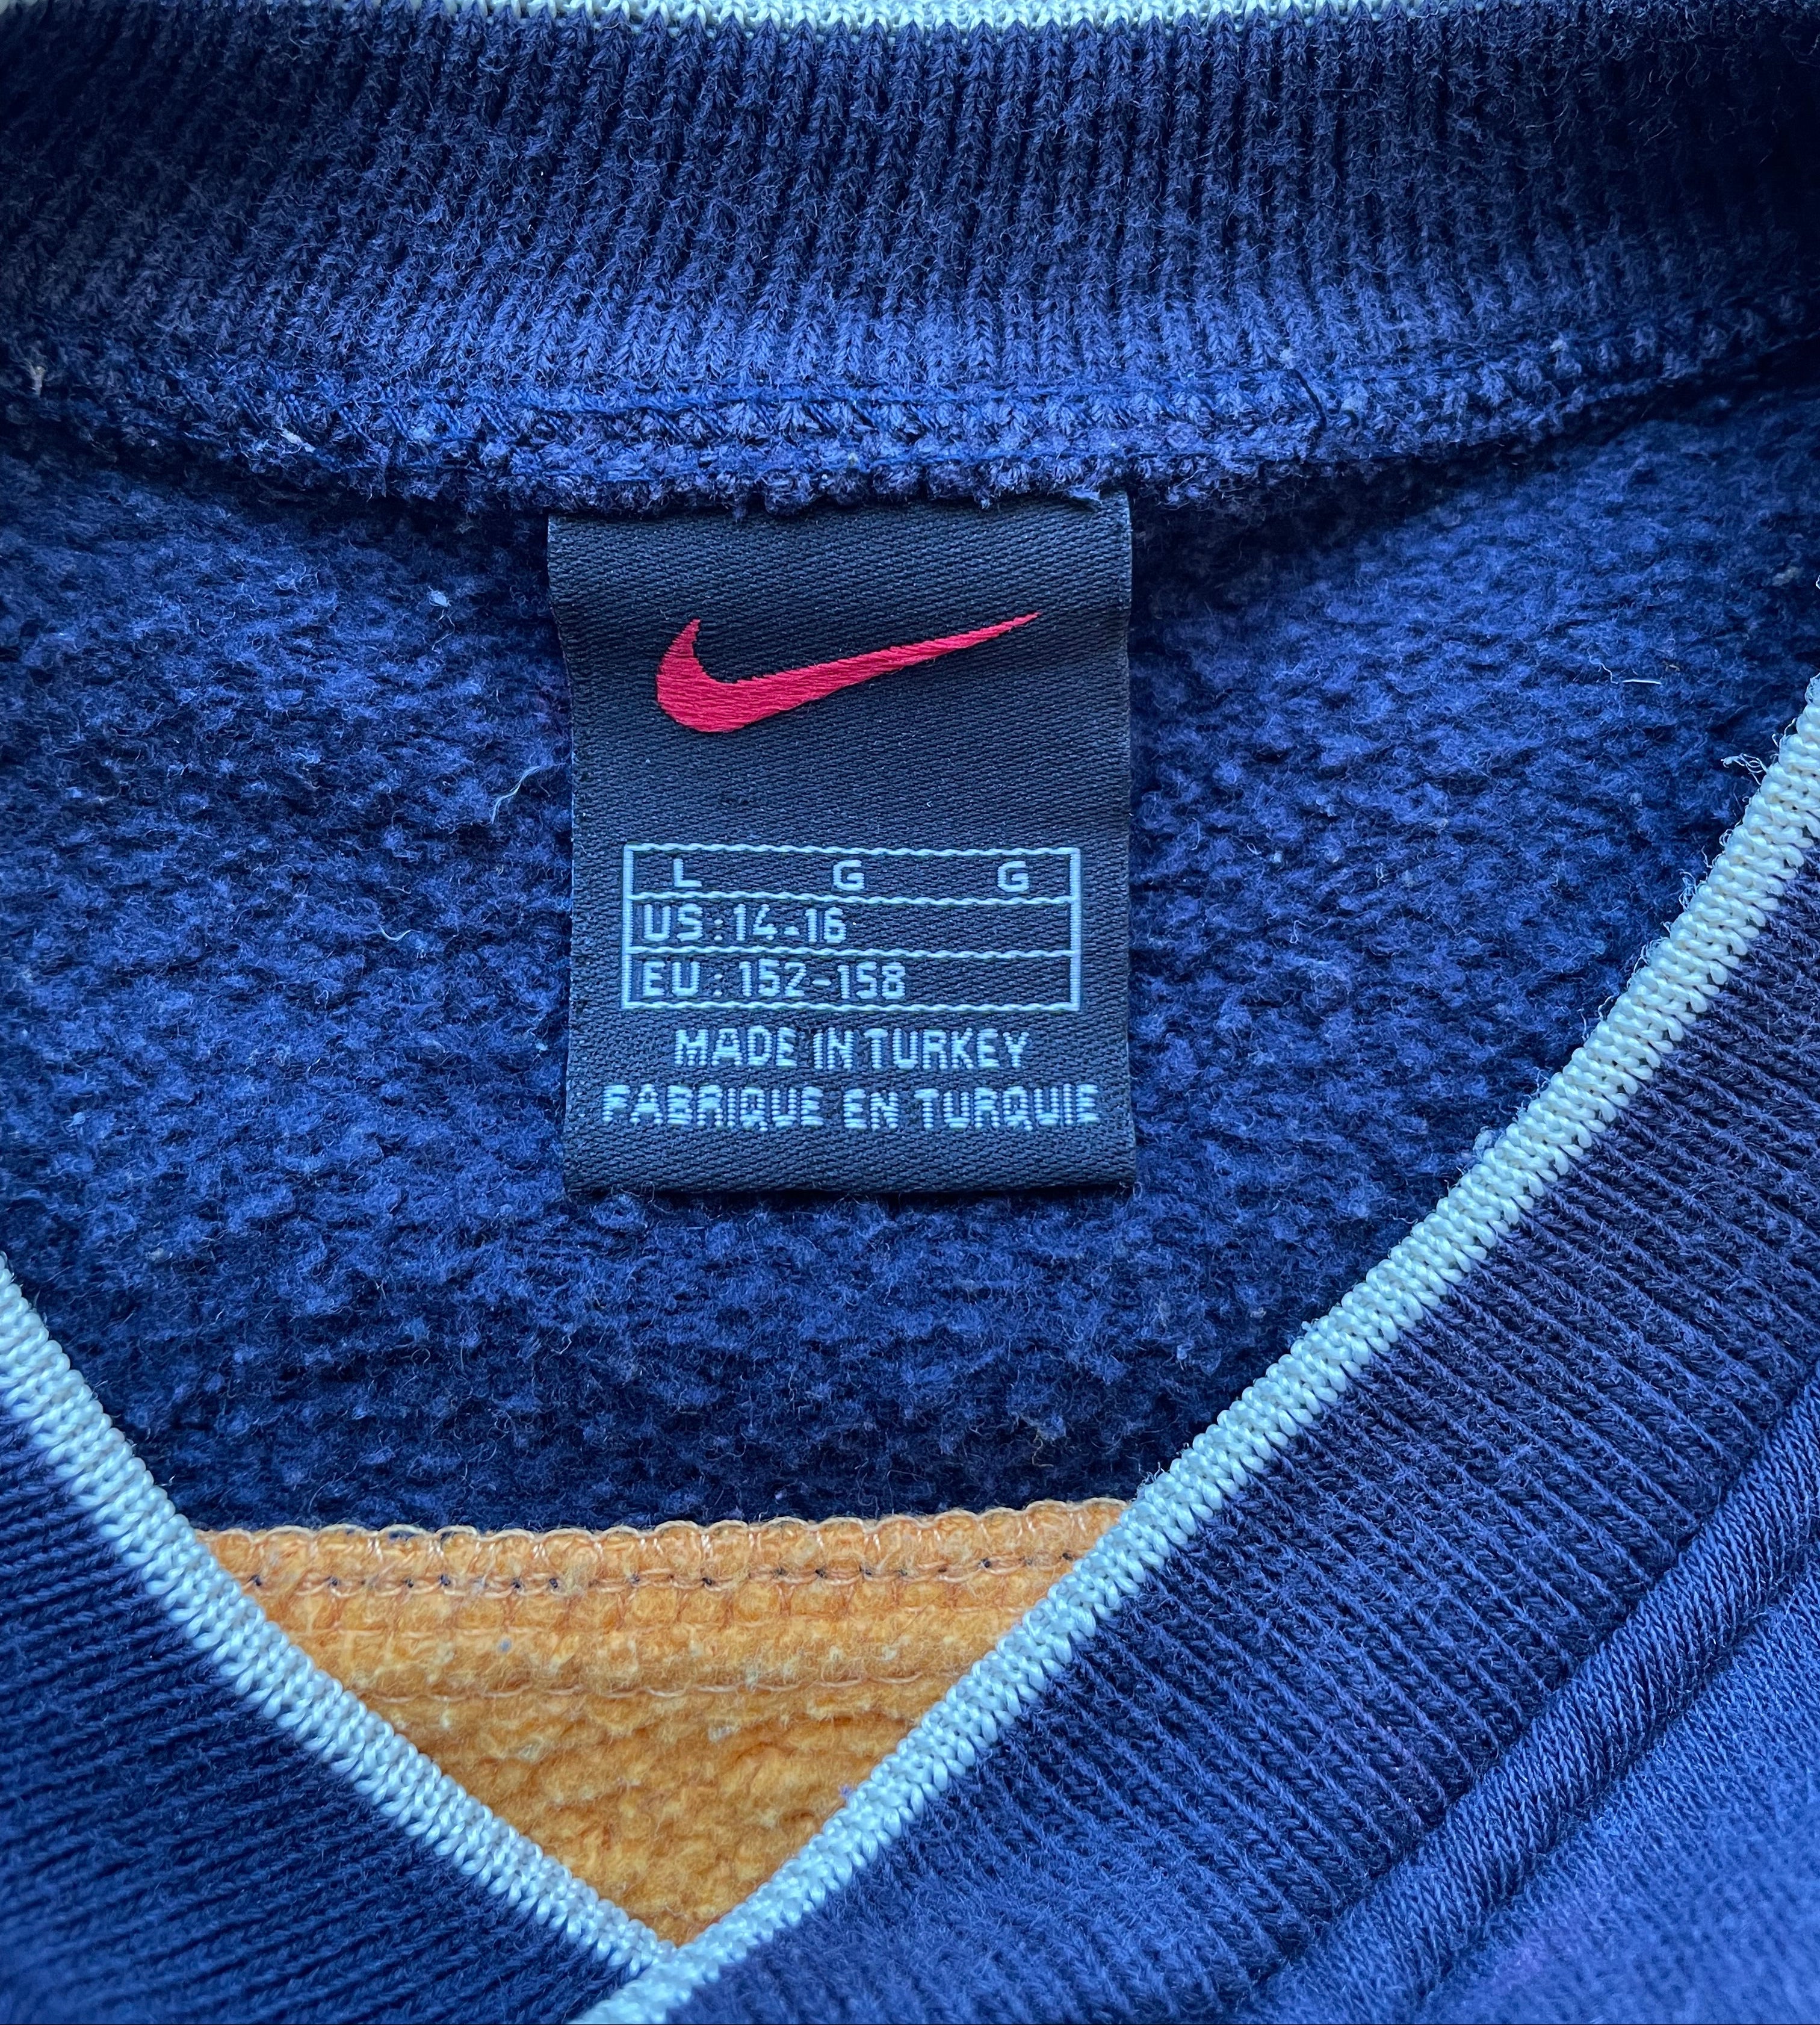 L G G
US:14-16
EU: 152-158
MADE IN TURKEY
FABRIQUE EN TURQUIE